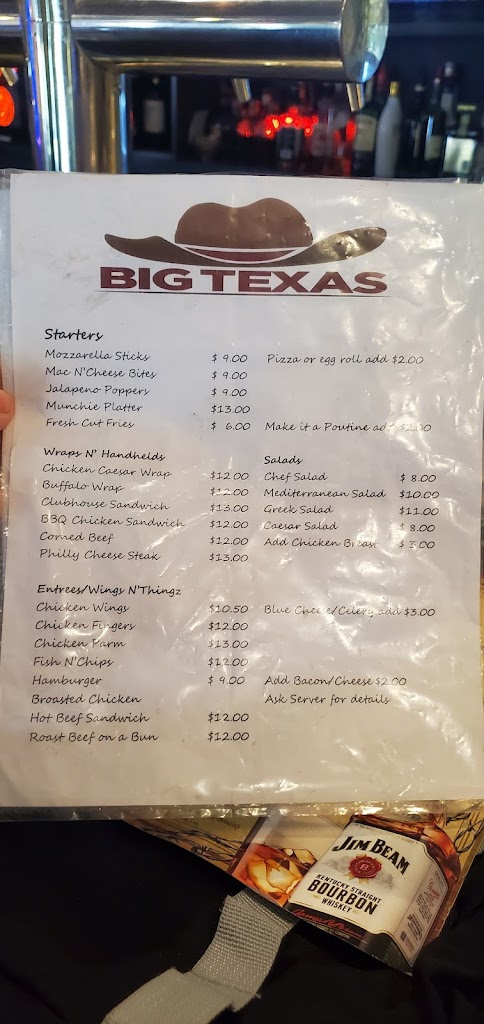 BIG TEXAS
Starters
Mozzarella Sticks $ 9.00 Pizza or egg roll add $2.00
Mac N'Cheese Bites $ 9.00
Jalapeno Poppers $ 9.00
Munchie Platter $13.00
Fresh Cut Fries $ 6.00 Make it a Poutine
Wraps N' Handhelds
Chicken Caesar Wrap $12.00
Buffalo Wrap $12.00
Clubhouse Sandwich $13.00
BBQ Chicken Sandwich $12.00
Corned Beef $12.00
Philly Cheese Steak $13.00
Salads
Chef Salad $ 8.00
Mediterranean Salad $10.00
Greek Salad $11.00
Caesar Salad $ 8.00
Add Chicken Breast $ 3.00
Entrees/Wings N'Thingz
Chicken Wings $10.50 Blue Cheese/Celery add $3.00
Chicken Fingers $12.00
Chicken Parm $13.00
Fish N'Chips $12.00
Hamburger $ 9.00 Add Bacon/Cheese $2.00
Broasted Chicken Ask Server for details
Hot Beef Sandwich $12.00
Roast Beef on a Bun $12.00
JIM BEAM
KENTUCKY STRAIGHT
BOURBON
WHISKEY